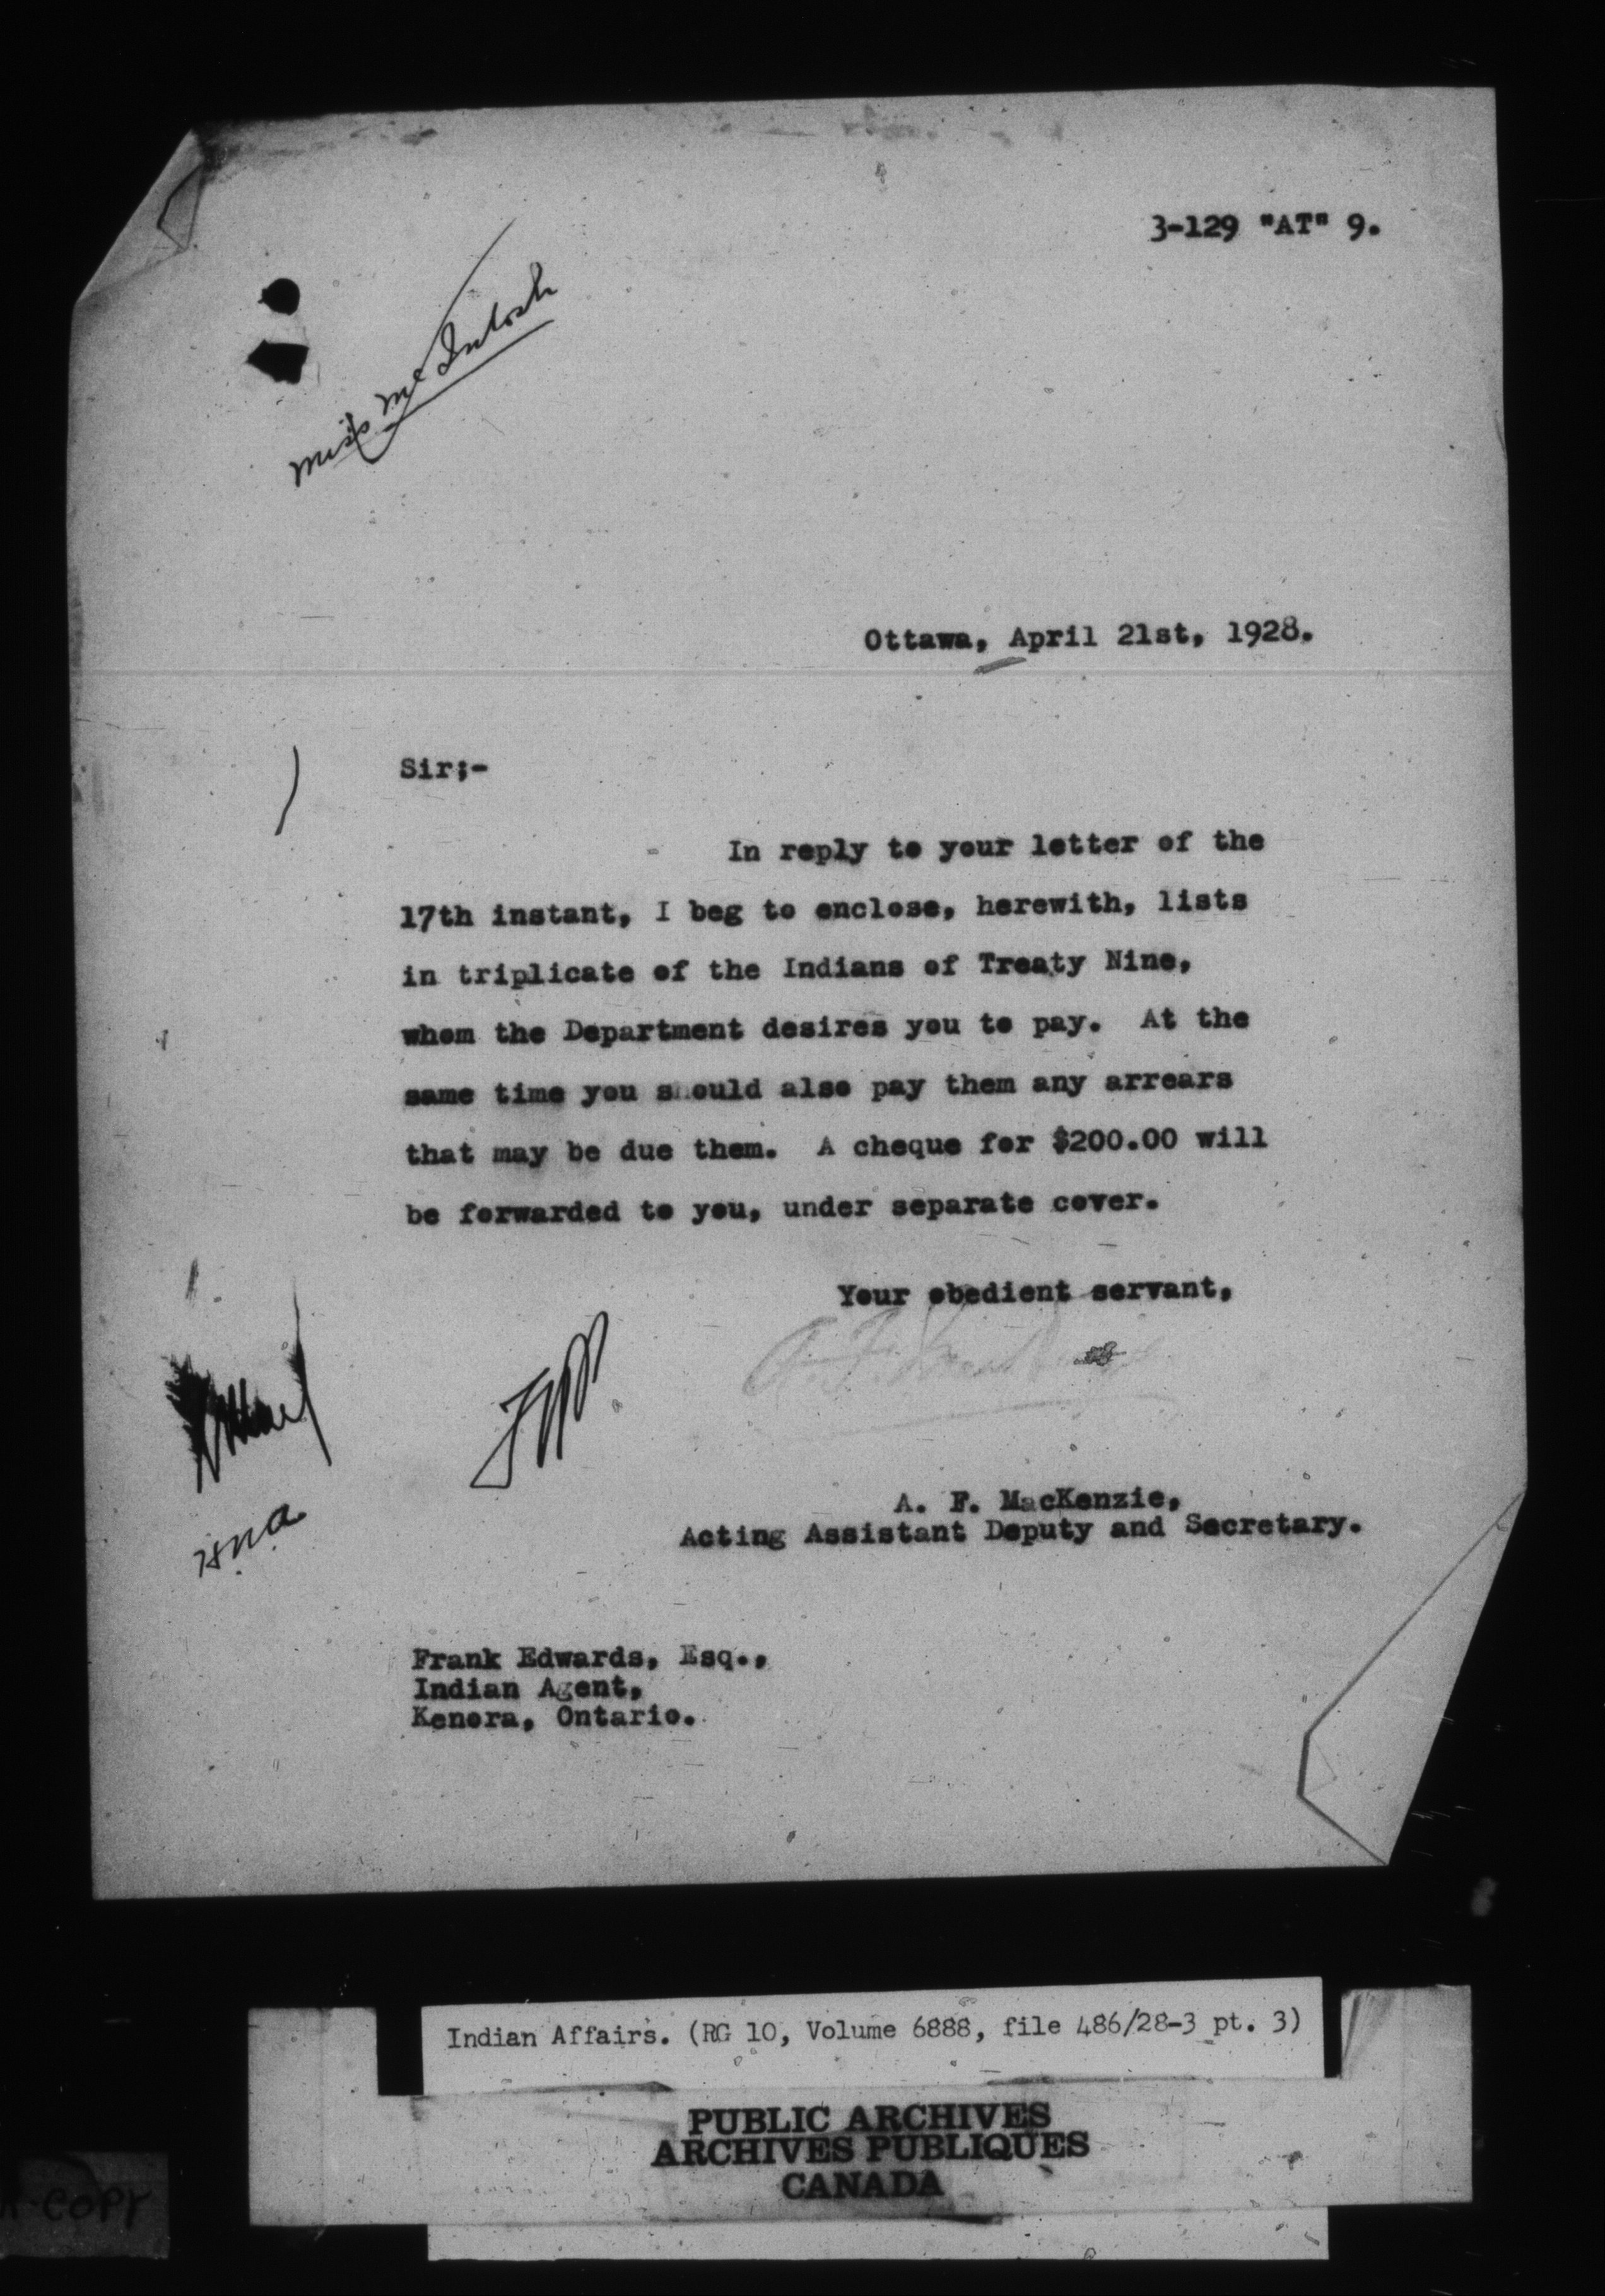 3-129 "AT" 9.
Miss McIntosh
Ottawa, April 21st, 1928.
Sir;-
In reply to your letter of the
17th instant, I beg to enclose, herewith, lists
in triplicate of the Indians of Treaty Nine,
whom the Department desires you to pay. At the
same time you should also pay them any arrears
that may be due them. A cheque for $200.00 will
be forwarded to you, under separate cover.
Your obedient servant,
A. F. MacKenzie,
Acting Assistant Deputy and Secretary.
Frank Edwards, Esq.,
Indian Agent,
Kenora, Ontario.
Indian Affairs. (RG 10, Volume 6888, file 486/28-3 pt. 3)
PUBLIC ARCHIVES
ARCHIVES PUBLIQUES
CANADA
COPY